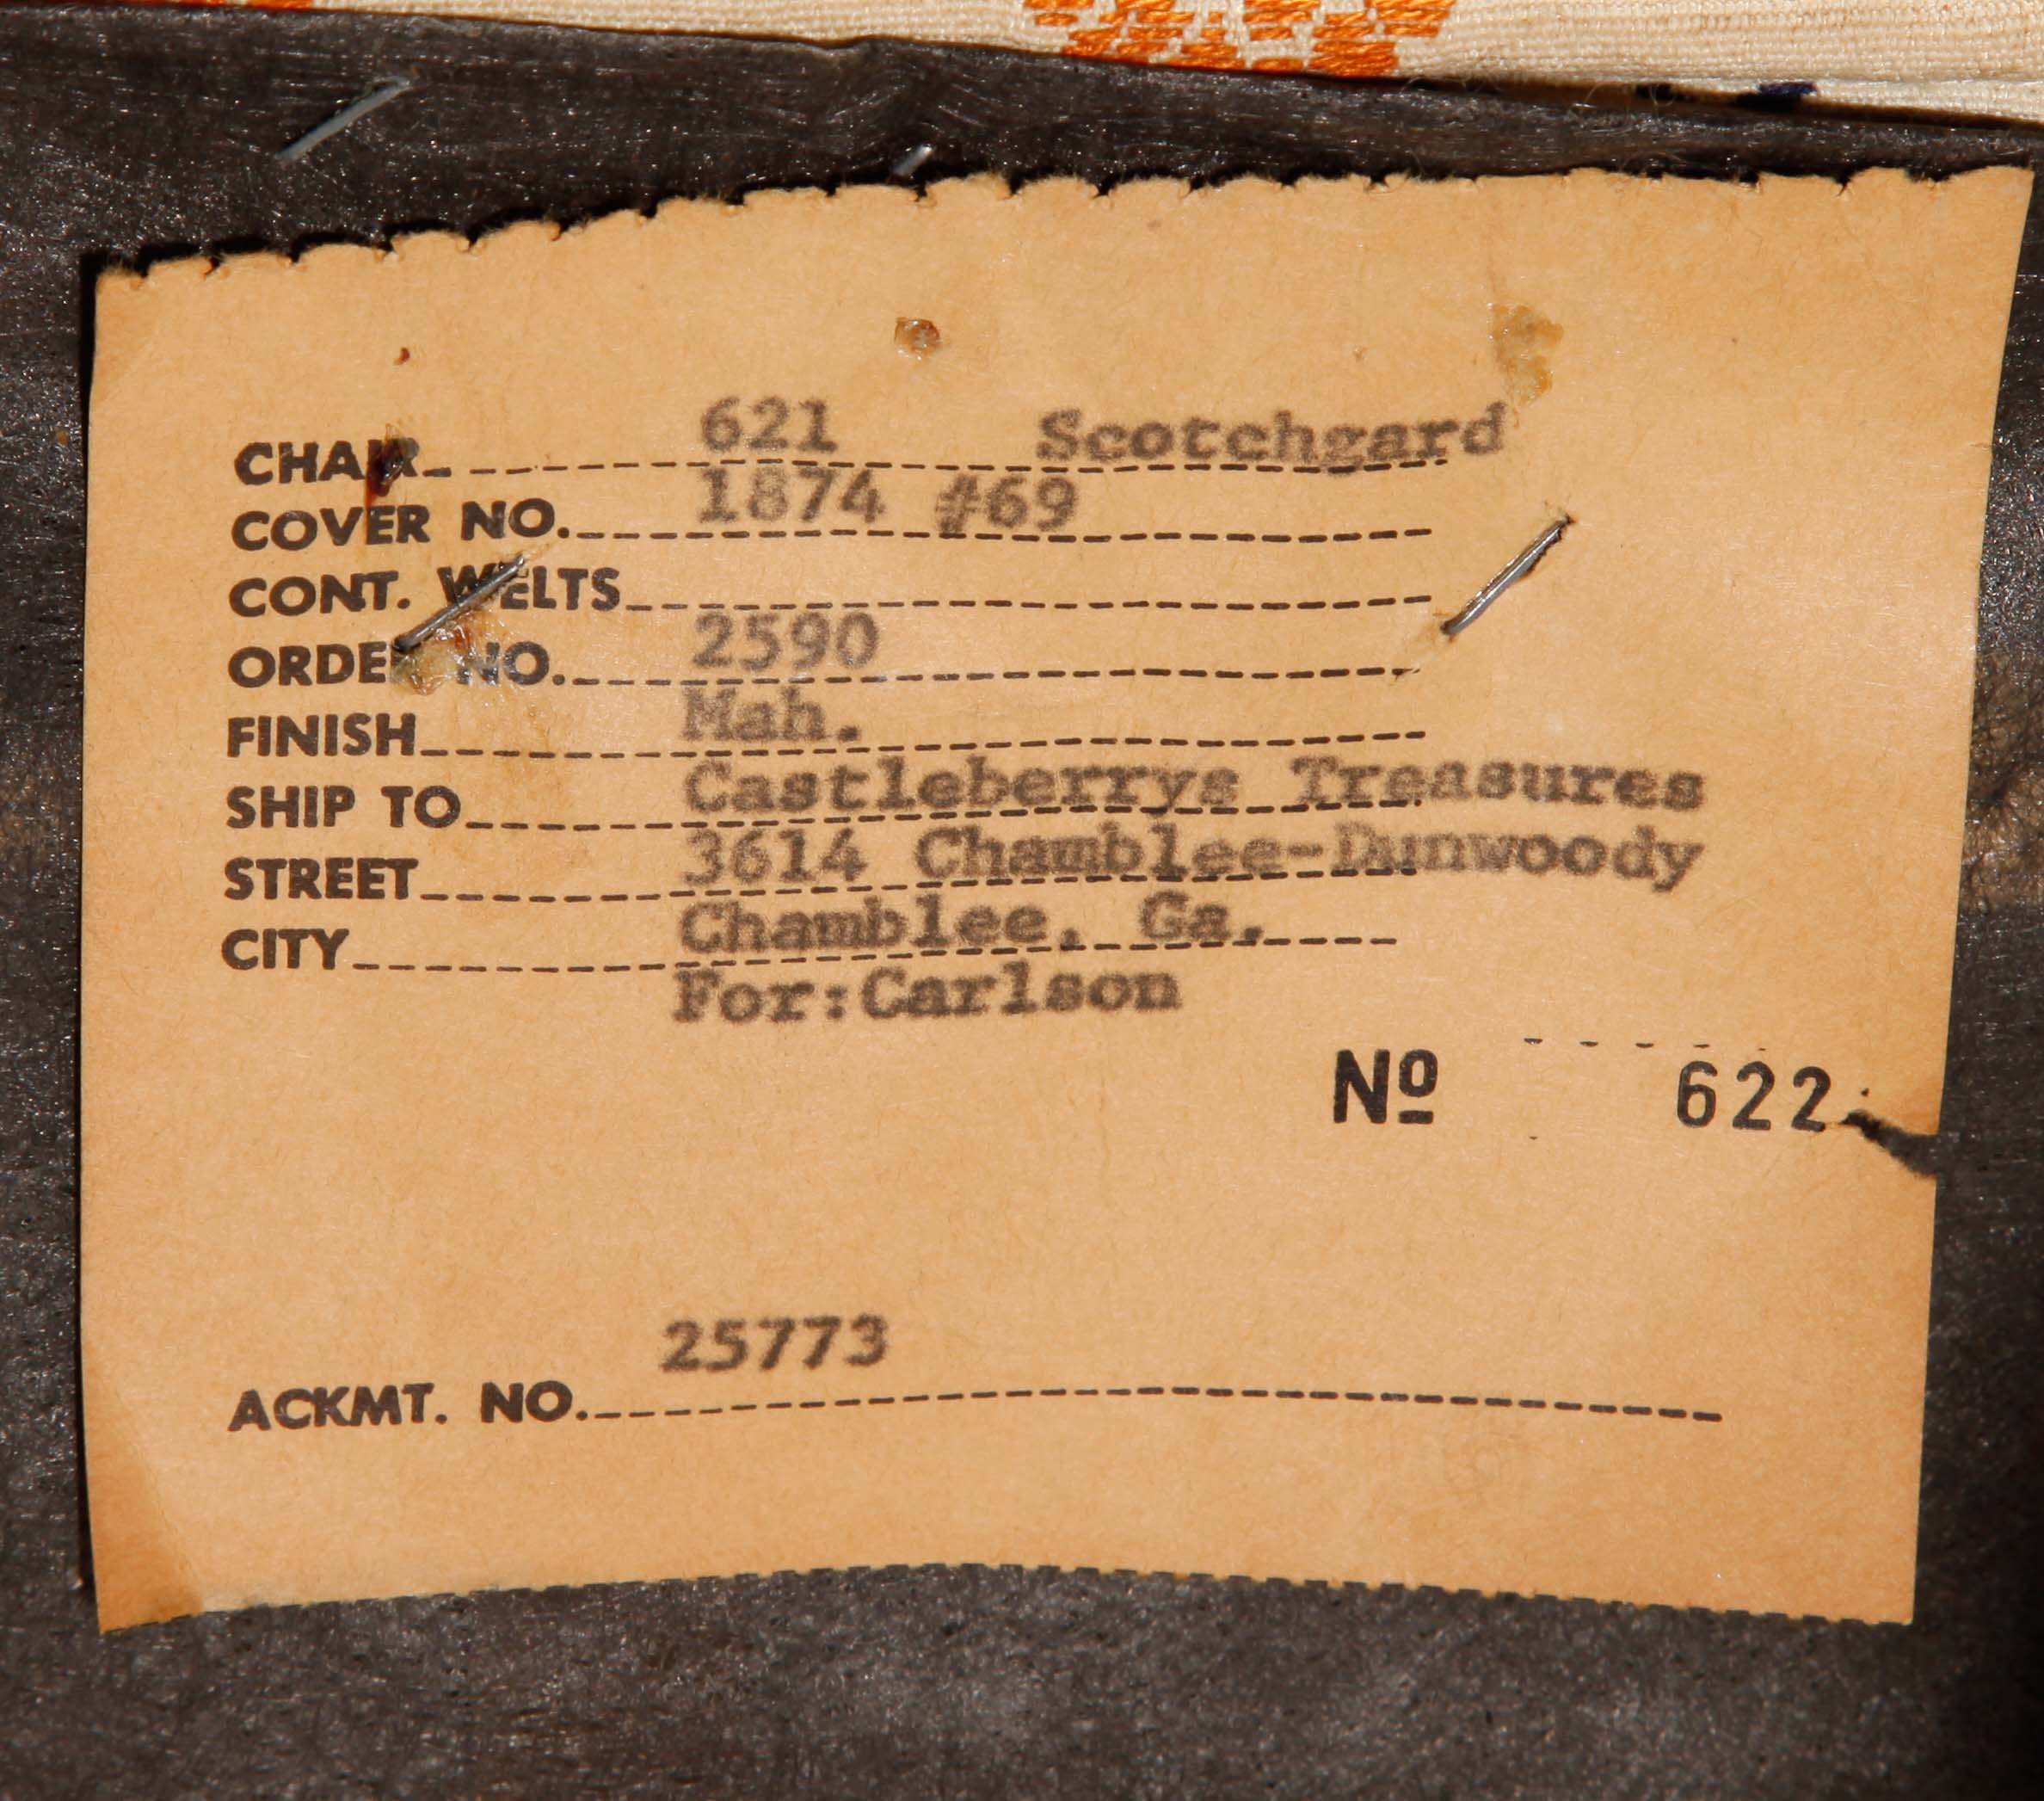 CHAIR 621 Scotchgard
COVER NO. 1874 #69
CONT. WELTS
ORDER NO. 2590
FINISH Mah.
SHIP TO Castleberrys Treasures
STREET 3614 Chamblee-Dunwoody
CITY Chamblee, Ga.
For:Carlson
Nº 622
25773
ACKMT. NO.